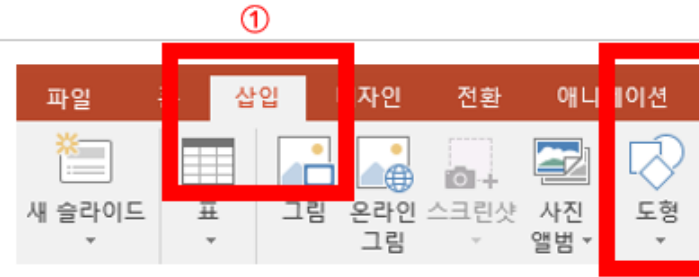 ①
파일 삽입 자인 전환 애니 이션
새 슬라이드 표 그림 온라인 그림 스크린샷 사진 앨범 도형